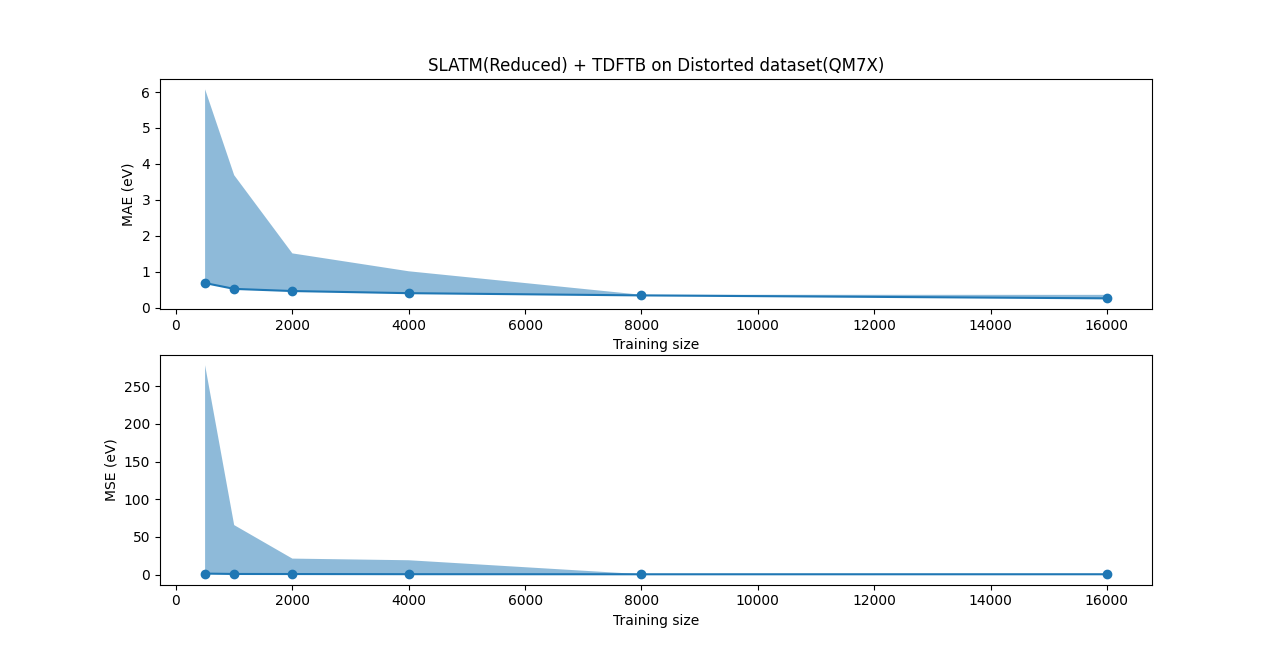 SLATM(Reduced) + TDFTB on Distorted dataset(QM7X)
6
5
4
3
2
1
0
MAE (eV)
0 2000 4000 6000 8000 10000 12000 14000 16000
Training size
250
200
150
100
50
0
MSE (eV)
0 2000 4000 6000 8000 10000 12000 14000 16000
Training size